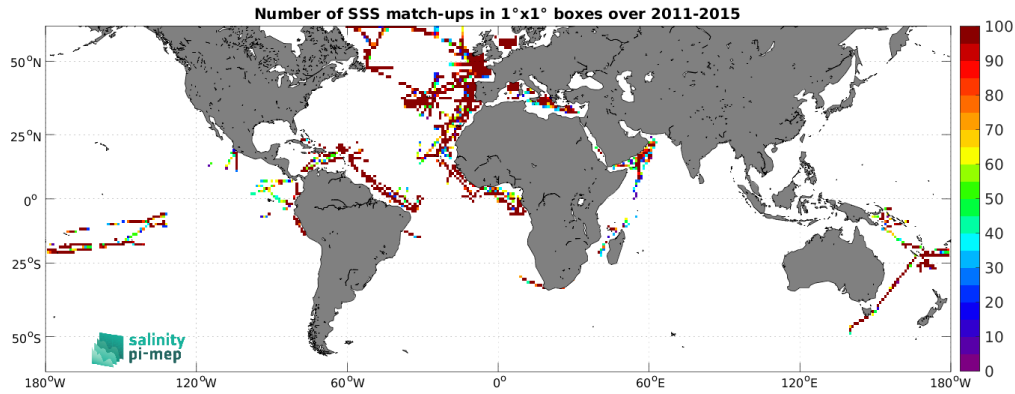 Number of SSS match-ups in 1°x1° boxes over 2011-2015
50°N
25°N
0°
25°S
50°S
180°W
120°W
60°W
0°
60°E
120°E
180°W
100
90
80
70
60
50
40
30
20
10
0
salinity
pi-mep